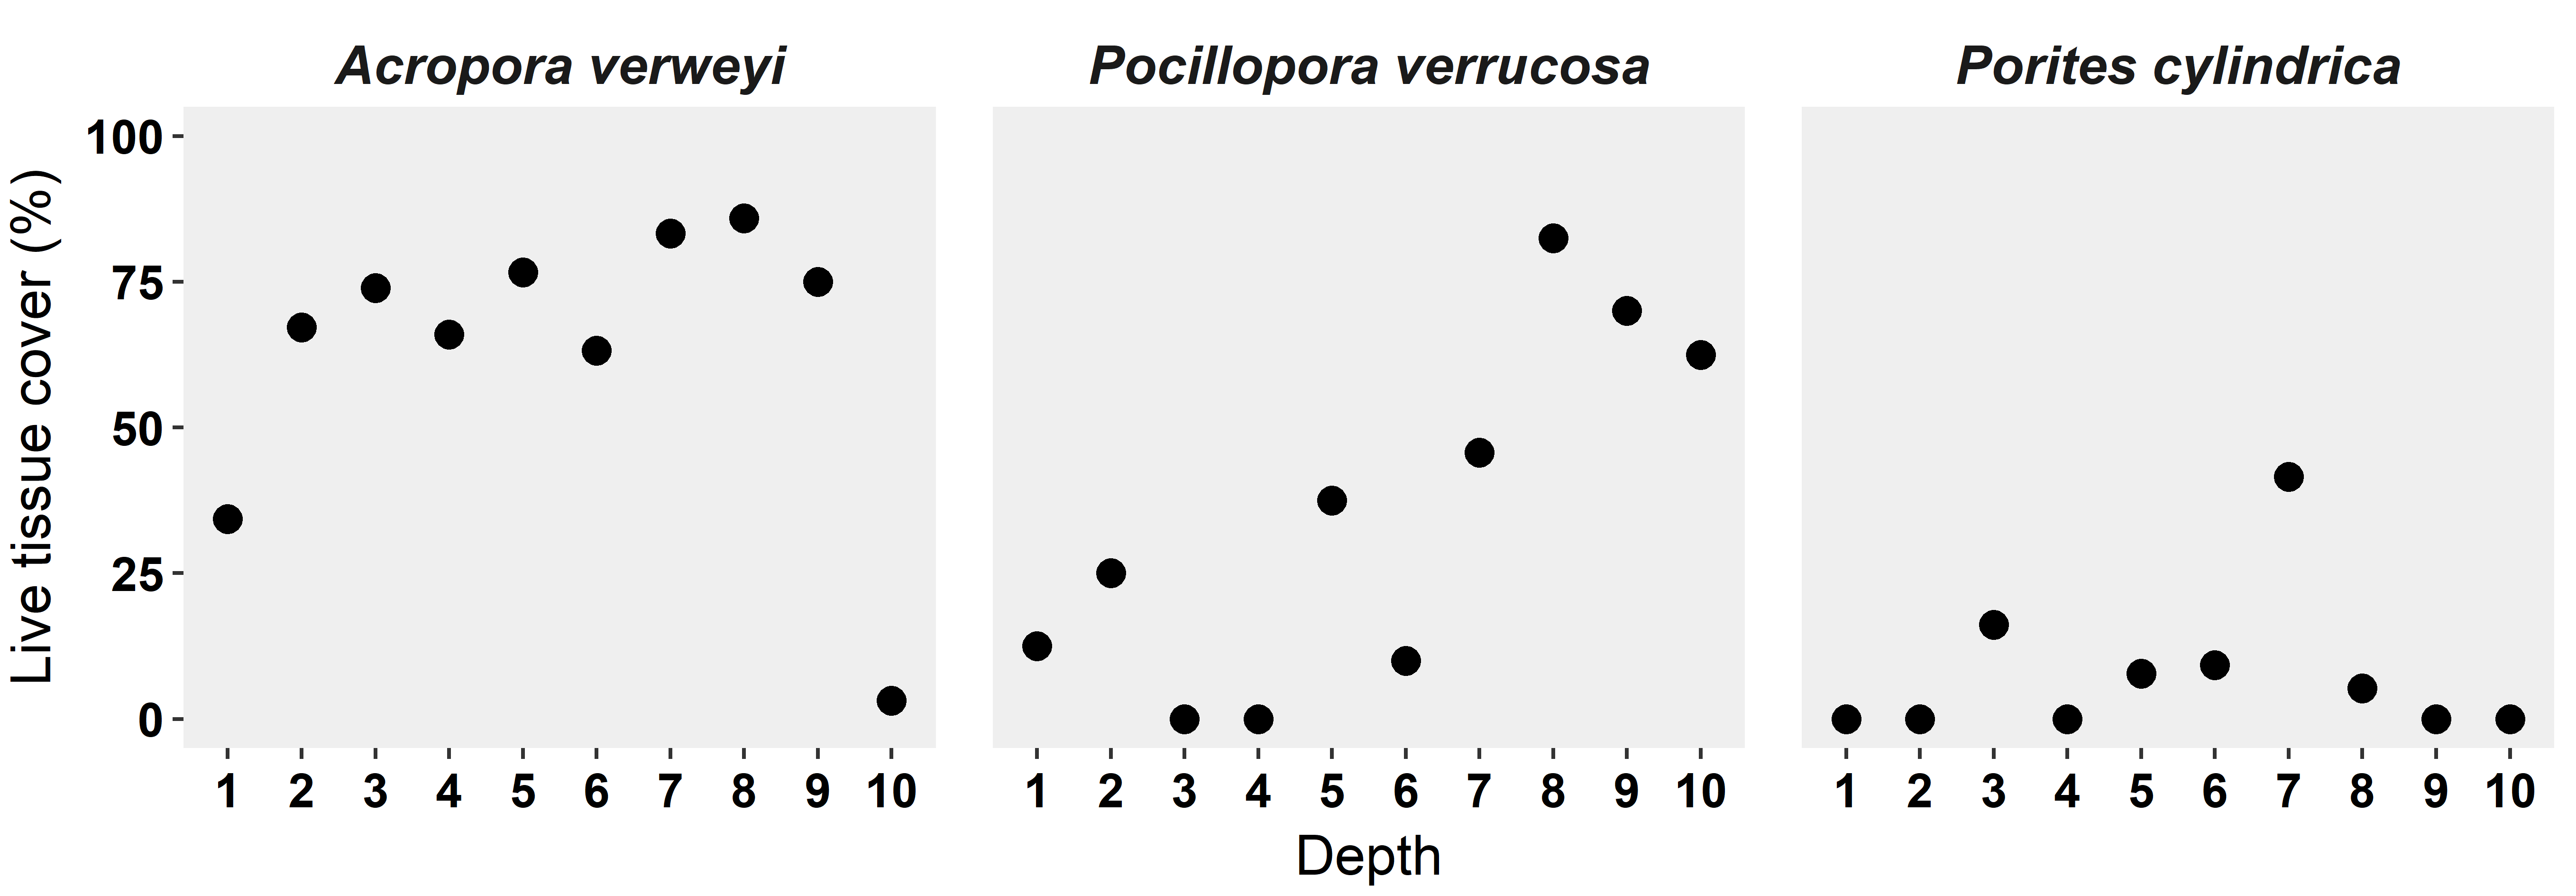 Acropora verweyi Pocillopora verrucosa Porites cylindrica
Live tissue cover (%)
100
75
50
25
0
1 2 3 4 5 6 7 8 9 10 1 2 3 4 5 6 7 8 9 10 1 2 3 4 5 6 7 8 9 10
Depth